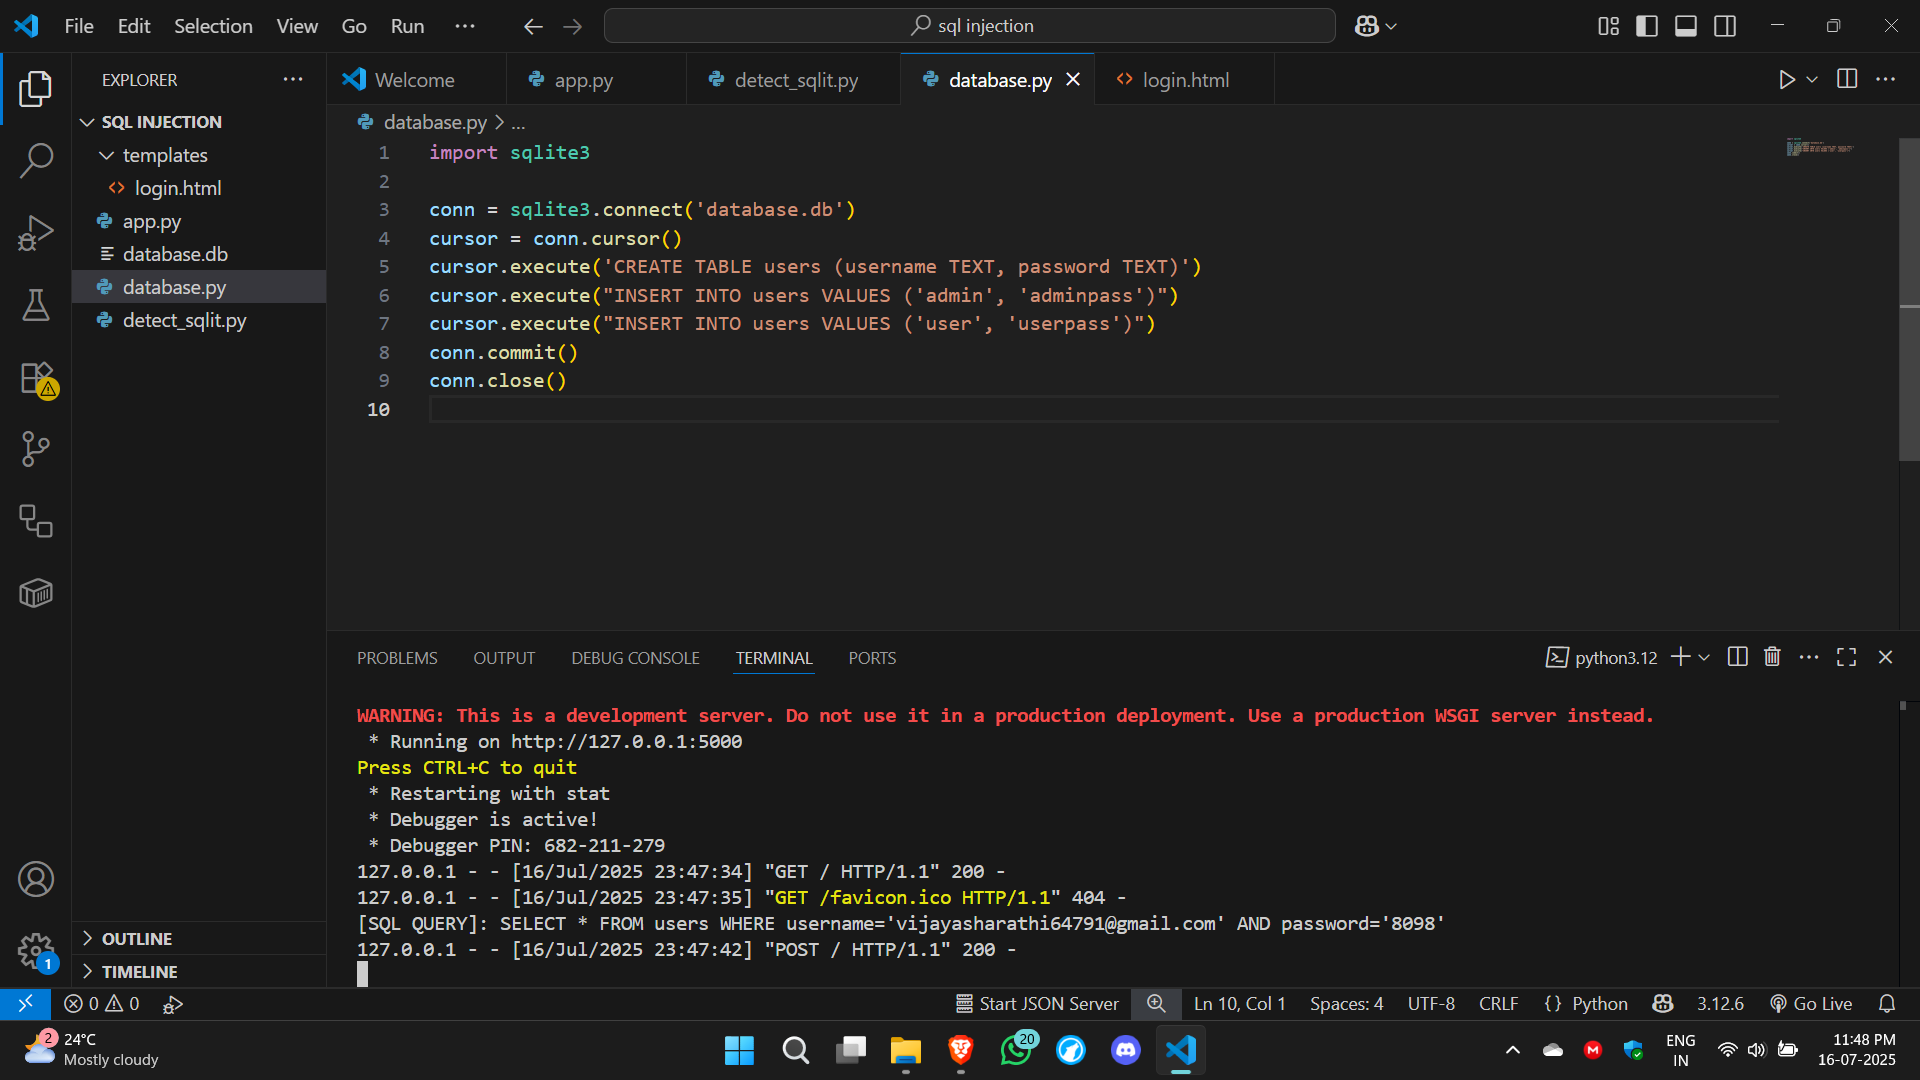 File Edit Selection View Go Run ...
sql injection
EXPLORER ...
SQL INJECTION
templates
login.html
app.py
database.db
database.py
detect_sqlit.py
OUTLINE
TIMELINE
Welcome app.py detect_sqlit.py database.py login.html
database.py > ...
1 import sqlite3
2
3 conn = sqlite3.connect('database.db')
4 cursor = conn.cursor()
5 cursor.execute('CREATE TABLE users (username TEXT, password TEXT)')
6 cursor.execute("INSERT INTO users VALUES ('admin', 'adminpass')")
7 cursor.execute("INSERT INTO users VALUES ('user', 'userpass')")
8 conn.commit()
9 conn.close()
10
PROBLEMS OUTPUT DEBUG CONSOLE TERMINAL PORTS
python3.12
WARNING: This is a development server. Do not use it in a production deployment. Use a production WSGI server instead.
* Running on http://127.0.0.1:5000
Press CTRL+C to quit
* Restarting with stat
* Debugger is active!
* Debugger PIN: 682-211-279
127.0.0.1 - - [16/Jul/2025 23:47:34] "GET / HTTP/1.1" 200 -
127.0.0.1 - - [16/Jul/2025 23:47:35] "GET /favicon.ico HTTP/1.1" 404 -
[SQL QUERY]: SELECT * FROM users WHERE username='vijayasharathi64791@gmail.com' AND password='8098'
127.0.0.1 - - [16/Jul/2025 23:47:42] "POST / HTTP/1.1" 200 -
1
0 0 Start JSON Server Ln 10, Col 1 Spaces: 4 UTF-8 CRLF {} Python 3.12.6 Go Live
2
24°C
Mostly cloudy
20
M
ENG
IN
11:48 PM
16-07-2025